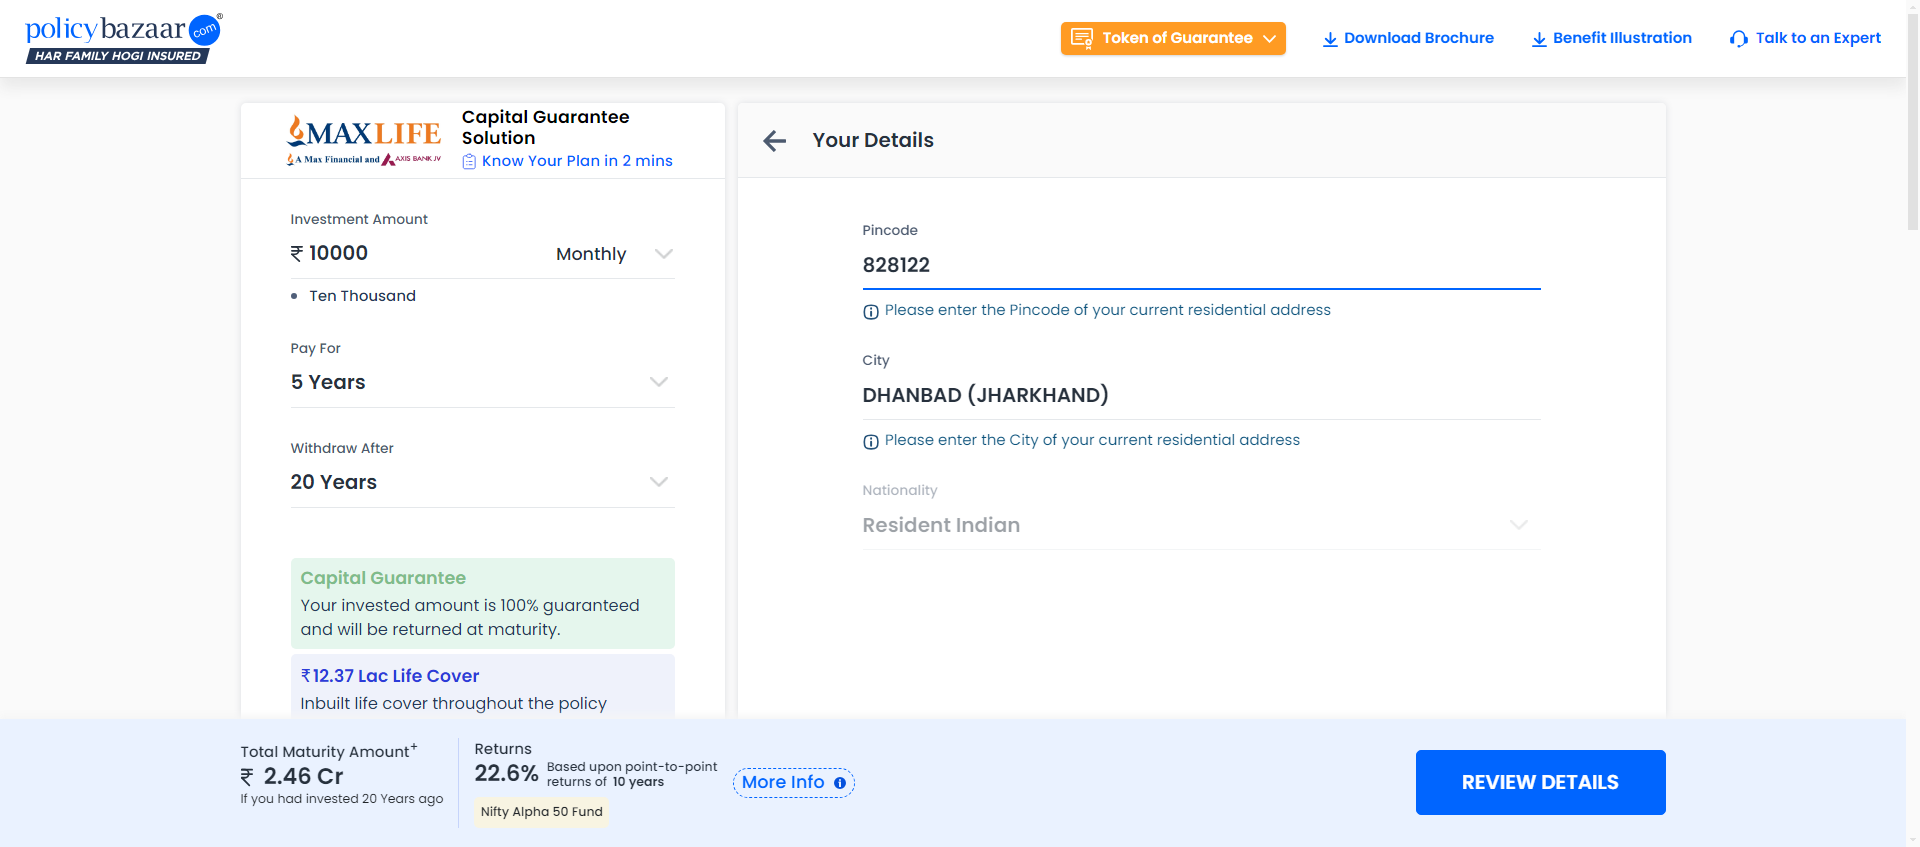 policybazaar com ®
HAR FAMILY HOGI INSURED
Token of Guarantee
Download Brochure
Benefit Illustration
Talk to an Expert
MAX LIFE
A Max Financial and AXIS BANK JV
Capital Guarantee
Solution
Know Your Plan in 2 mins
Investment Amount
₹ 10000
Monthly
• Ten Thousand
Pay For
5 Years
Withdraw After
20 Years
Capital Guarantee
Your invested amount is 100% guaranteed
and will be returned at maturity.
₹12.37 Lac Life Cover
Inbuilt life cover throughout the policy
Your Details
Pincode
828122
Please enter the Pincode of your current residential address
City
DHANBAD (JHARKHAND)
Please enter the City of your current residential address
Nationality
Resident Indian
Total Maturity Amount+
₹ 2.46 Cr
If you had invested 20 Years ago
Returns
22.6%
Based upon point-to-point
returns of 10 years
Nifty Alpha 50 Fund
More Info
REVIEW DETAILS